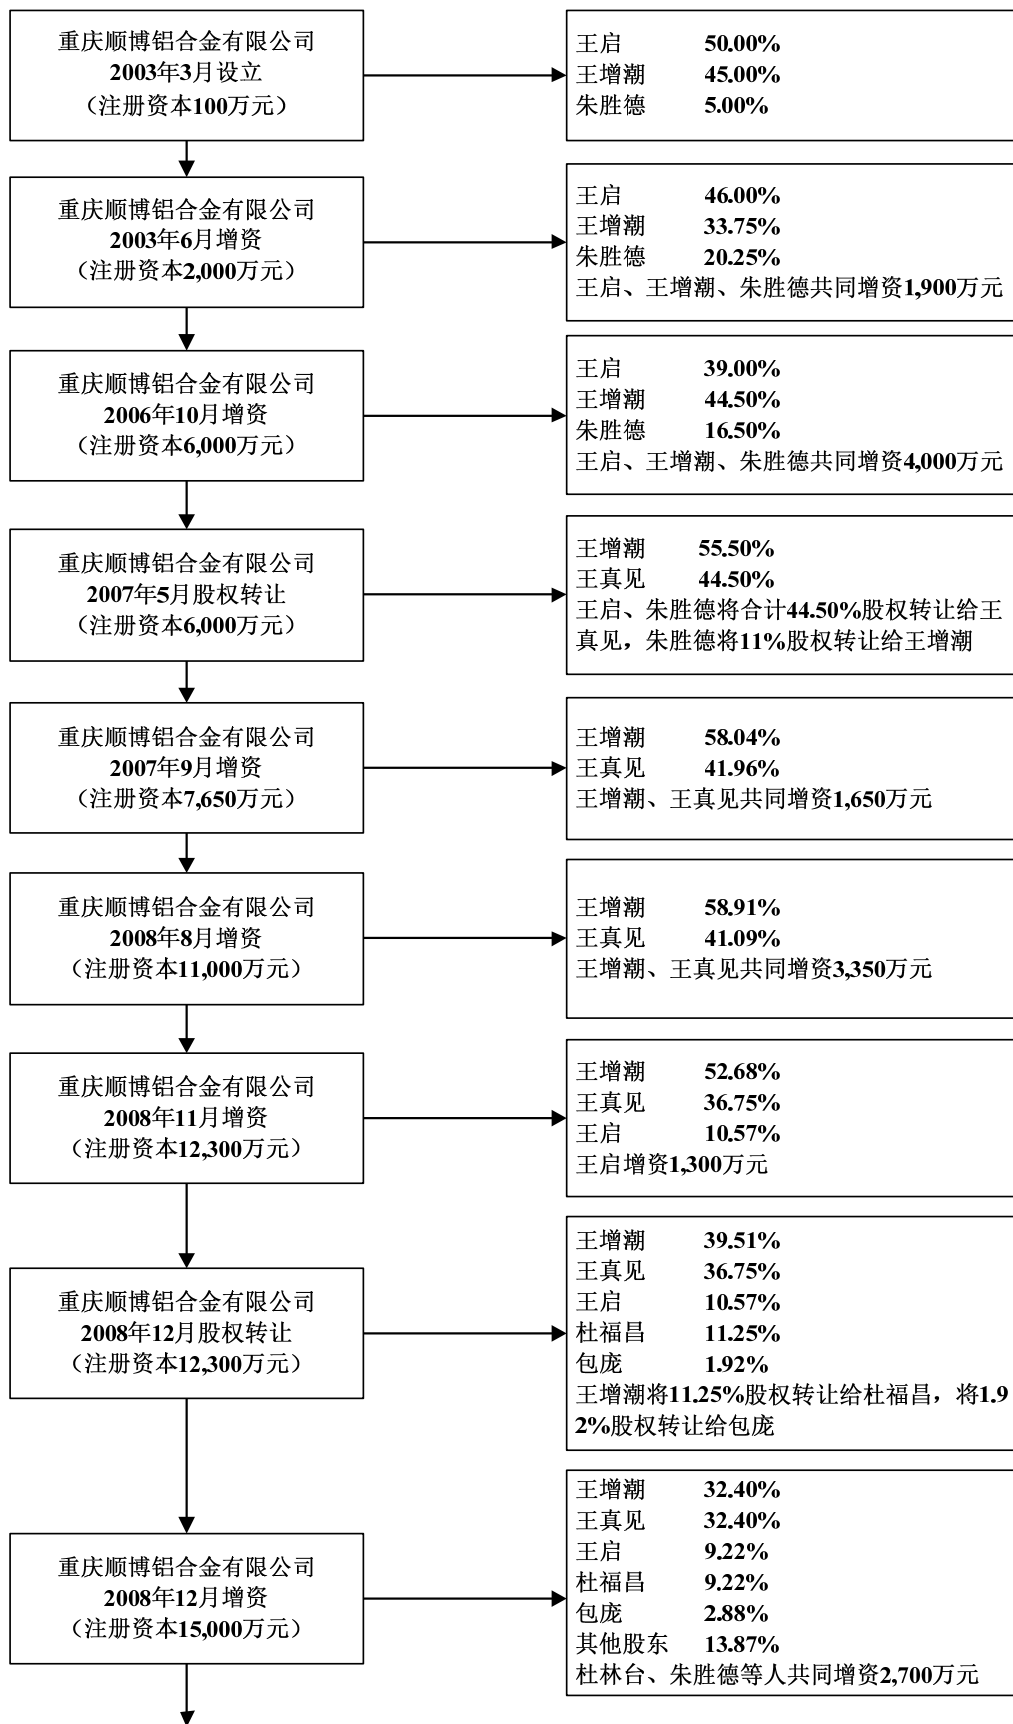 重庆顺博铝合金有限公司
2003年3月设立
（注册资本100万元）
王启 50.00%
王增潮 45.00%
朱胜德 5.00%
重庆顺博铝合金有限公司
2003年6月增资
（注册资本2,000万元）
王启 46.00%
王增潮 33.75%
朱胜德 20.25%
王启、王增潮、朱胜德共同增资1,900万元
重庆顺博铝合金有限公司
2006年10月增资
（注册资本6,000万元）
王启 39.00%
王增潮 44.50%
朱胜德 16.50%
王启、王增潮、朱胜德共同增资4,000万元
重庆顺博铝合金有限公司
2007年5月股权转让
（注册资本6,000万元）
王增潮 55.50%
王真见 44.50%
王启、朱胜德将合计44.50%股权转让给王
真见，朱胜德将11%股权转让给王增潮
重庆顺博铝合金有限公司
2007年9月增资
（注册资本7,650万元）
王增潮 58.04%
王真见 41.96%
王增潮、王真见共同增资1,650万元
重庆顺博铝合金有限公司
2008年8月增资
（注册资本11,000万元）
王增潮 58.91%
王真见 41.09%
王增潮、王真见共同增资3,350万元
重庆顺博铝合金有限公司
2008年11月增资
（注册资本12,300万元）
王增潮 52.68%
王真见 36.75%
王启 10.57%
王启增资1,300万元
重庆顺博铝合金有限公司
2008年12月股权转让
（注册资本12,300万元）
王增潮 39.51%
王真见 36.75%
王启 10.57%
杜福昌 11.25%
包庞 1.92%
王增潮将11.25%股权转让给杜福昌，将1.9
2%股权转让给包庞
重庆顺博铝合金有限公司
2008年12月增资
（注册资本15,000万元）
王增潮 32.40%
王真见 32.40%
王启 9.22%
杜福昌 9.22%
包庞 2.88%
其他股东 13.87%
杜林台、朱胜德等人共同增资2,700万元